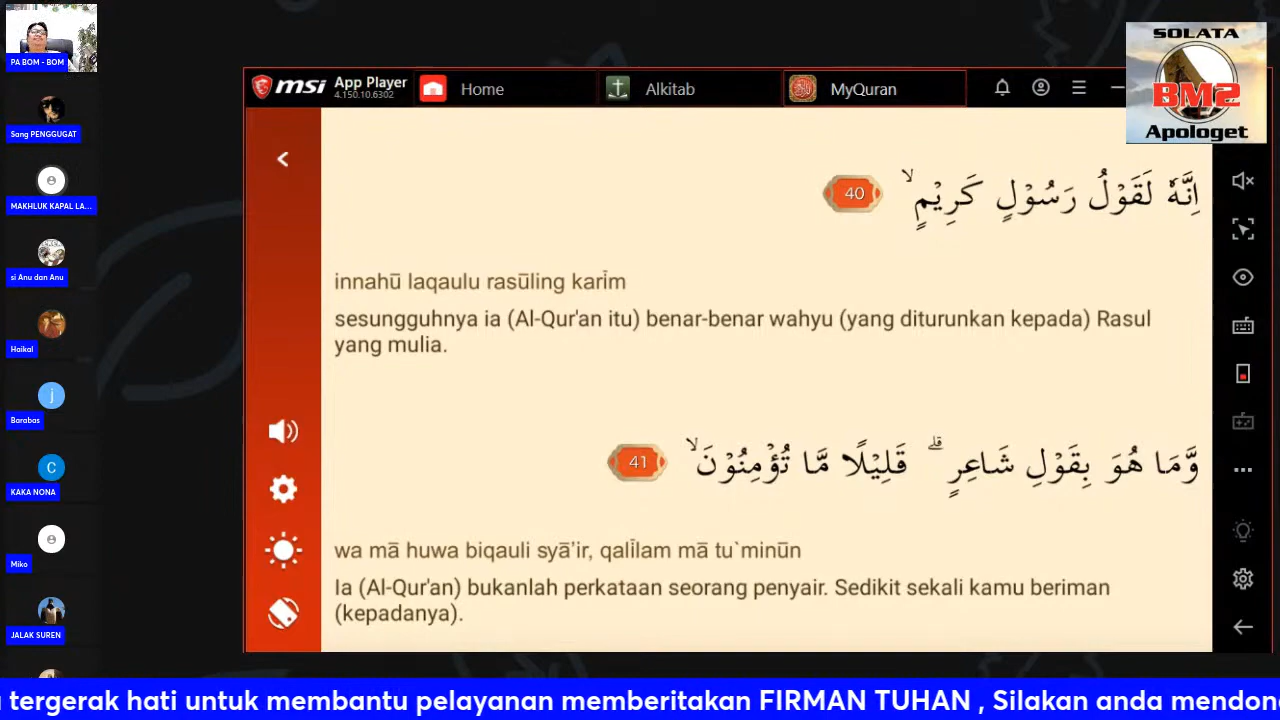 PA BOM - BOM
Sang PENGGUGAT
MAKHLUK KAPAL LA...
si Anu dan Anu
Haikal
j
Barabas
C
KAKA NONA
Miko
JALAK SUREN
msi App Player
4.150.10.6302
Home
Alkitab
MyQuran
SOLATA
BM2
Apologet
اِنَّهٗ لَقَوْلُ رَسُوْلٍ كَرِيْمٍۙ 40
innahū laqaulu rasūling karīm
sesungguhnya ia (Al-Qur'an itu) benar-benar wahyu (yang diturunkan kepada) Rasul
yang mulia.
وَّمَا هُوَ بِقَوْلِ شَاعِرٍۗ قَلِيْلًا مَّا تُؤْمِنُوْنَۙ 41
wa mā huwa biqauli syā'ir, qalīlam mā tu`minūn
Ia (Al-Qur'an) bukanlah perkataan seorang penyair. Sedikit sekali kamu beriman
(kepadanya).
tergerak hati untuk membantu pelayanan memberitakan FIRMAN TUHAN , Silakan anda mendon